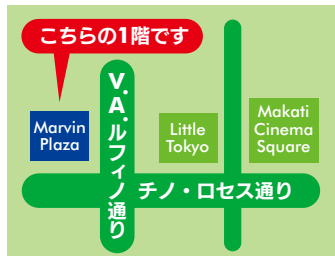 こちらの1階です
Marvin
Plaza
V.A.ルフィノ通り
Little
Tokyo
Makati
Cinema
Square
チノ・ロセス通り